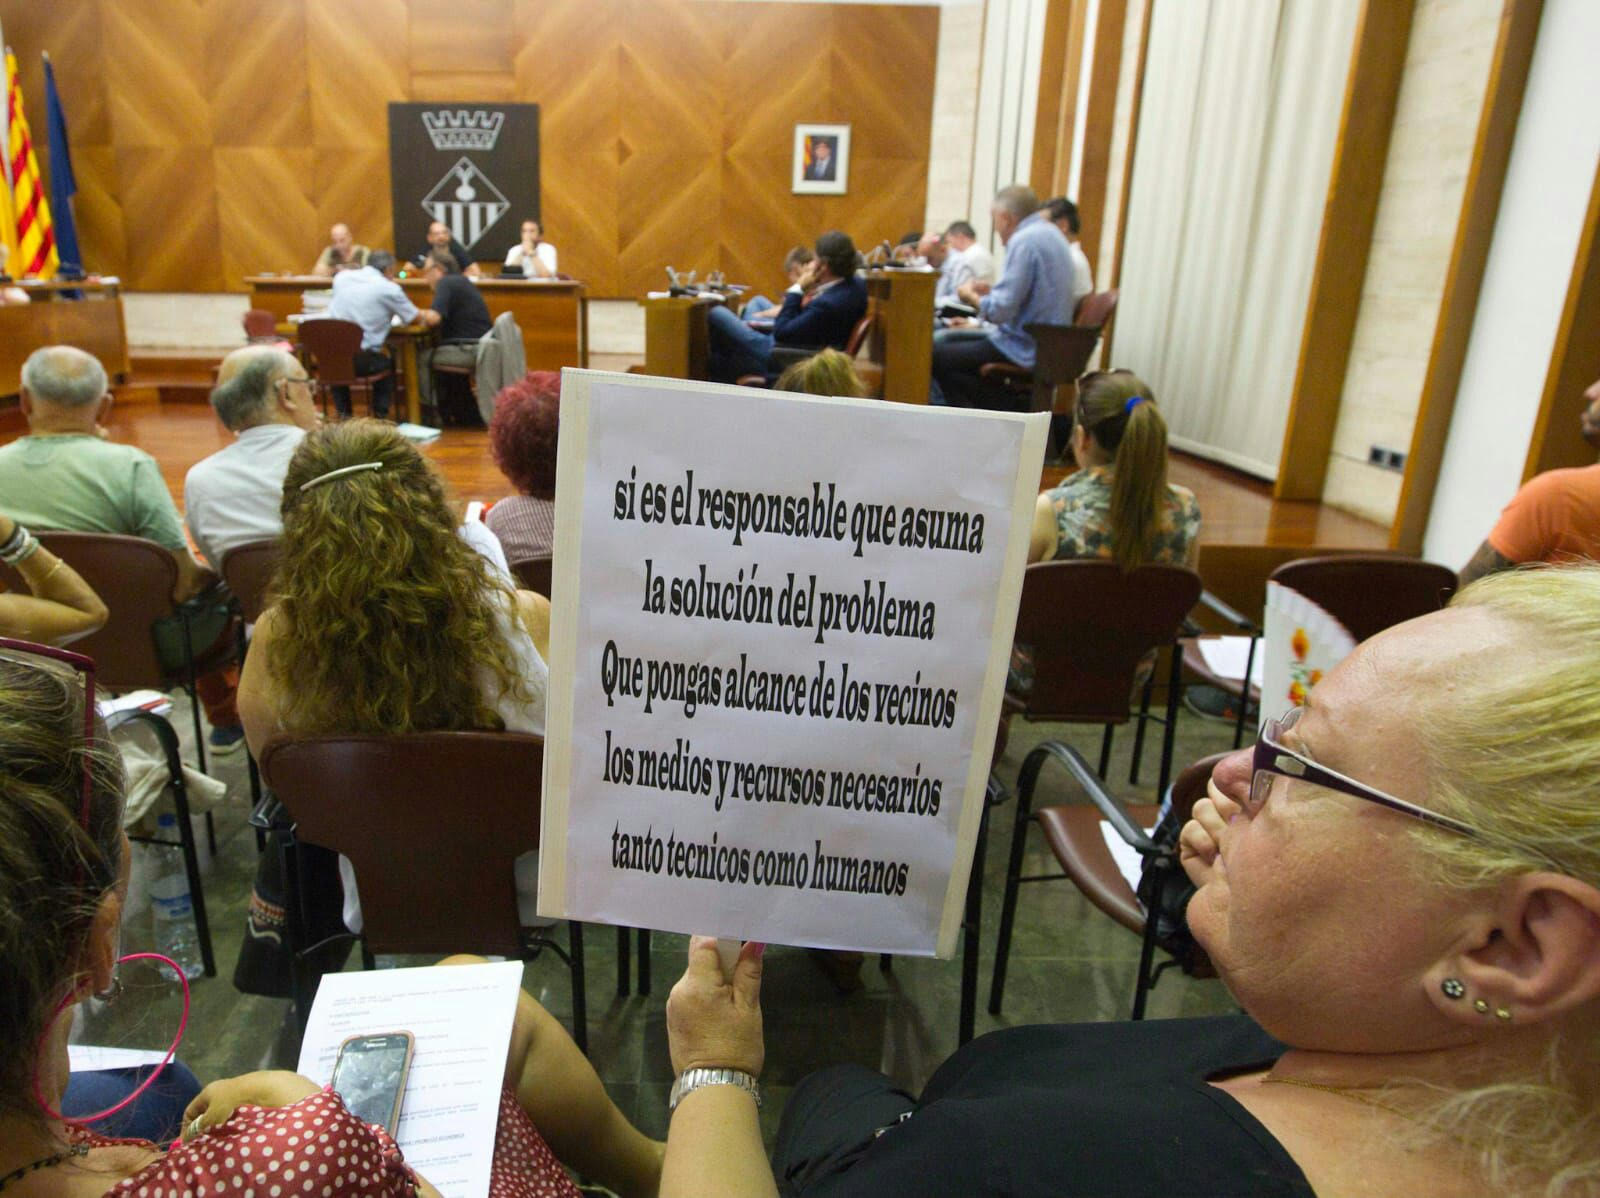 si es el responsable que asuma
la solución del problema
Que pongas alcance de los vecinos
los medios y recursos necesarios
tanto tecnicos como humanos